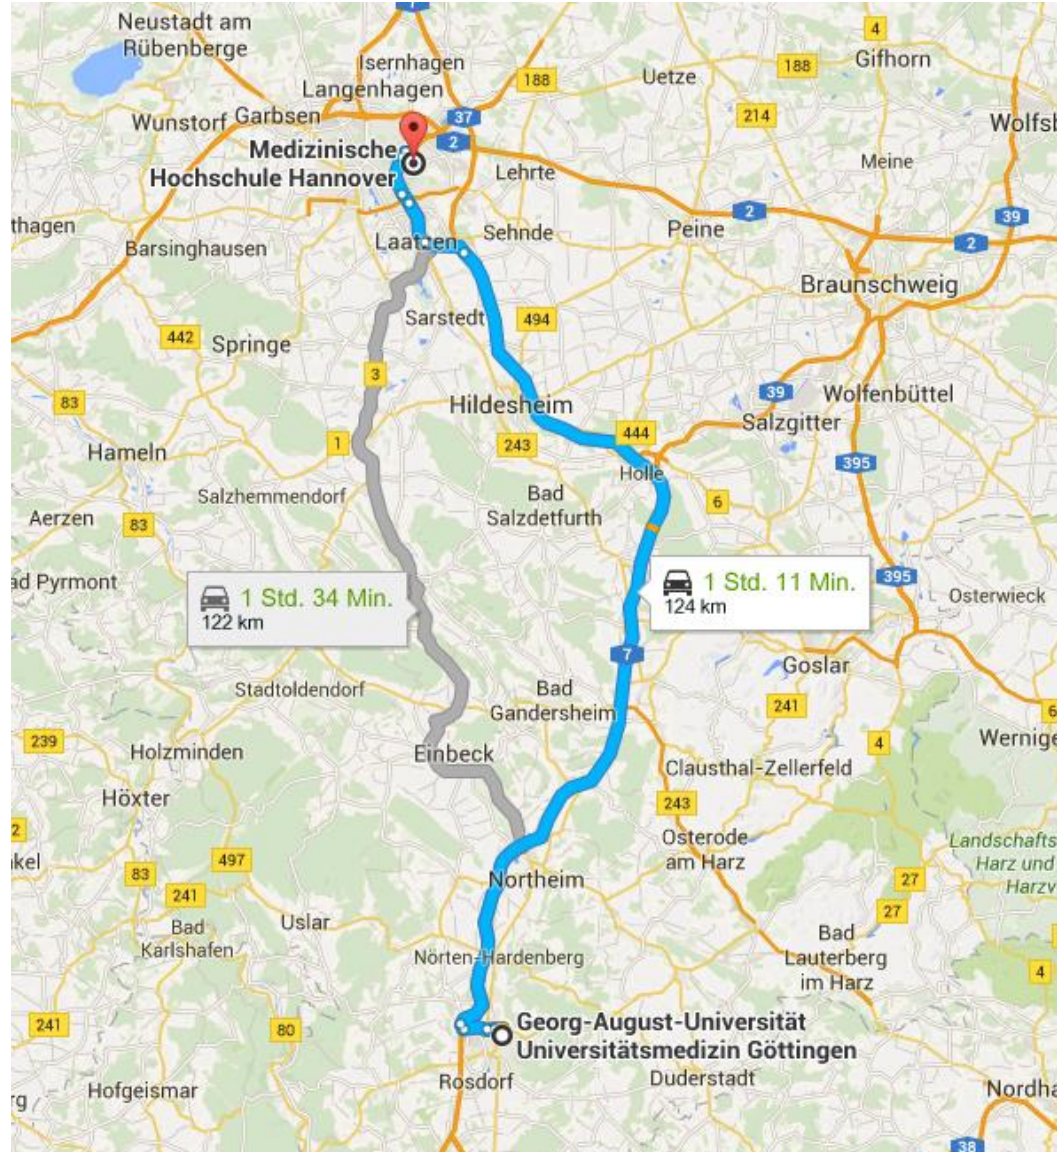 Neustadt am
Rübenberge
7
4
Gifhorn
Isernhagen
Langenhagen
188
Uetze
188
Wunstorf
Garbsen
37
214
Wolfsb
Medizinische
Hochschule Hannover
2
Lehrte
Meine
thagen
Barsinghausen
Laatzen
Sehnde
Peine
2
39
2
Braunschweig
442
Springe
Sarstedt
494
3
83
Hildesheim
39
Wolfenbüttel
Salzgitter
Hameln
1
243
444
395
Holle
Salzhemmendorf
Bad
Salzdetfurth
6
Aerzen
83
ad Pyrmont
1 Std. 34 Min.
122 km
1 Std. 11 Min.
124 km
395
Osterwieck
7
Goslar
Stadtoldendorf
Bad
Gandersheim
241
6
239
Holzminden
Einbeck
4
Wernige
Clausthal-Zellerfeld
Höxter
243
2
Osterode
am Harz
Landschafts
Harz und
Harzv
kel
83
497
241
Northeim
27
27
Bad
Karlshafen
Uslar
Nörten-Hardenberg
Bad
Lauterberg
im Harz
4
241
80
Georg-August-Universität
Universitätsmedizin Göttingen
Hofgeismar
Rosdorf
Duderstadt
Nordha
rg
38